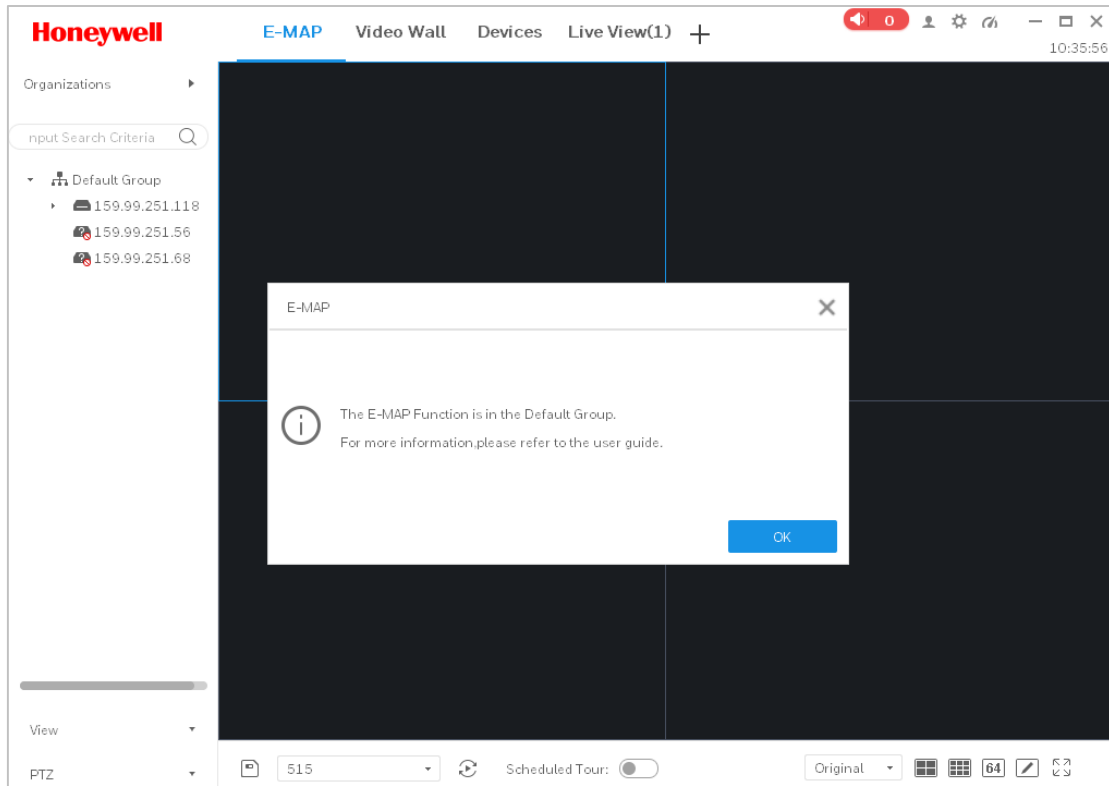 Honeywell
E-MAP Video Wall Devices Live View(1)
0
10:35:56
Organizations
nput Search Criteria
Default Group
159.99.251.118
159.99.251.56
159.99.251.68
E-MAP
The E-MAP Function is in the Default Group.
For more information,please refer to the user guide.
OK
View
PTZ
515
Scheduled Tour:
Original
64